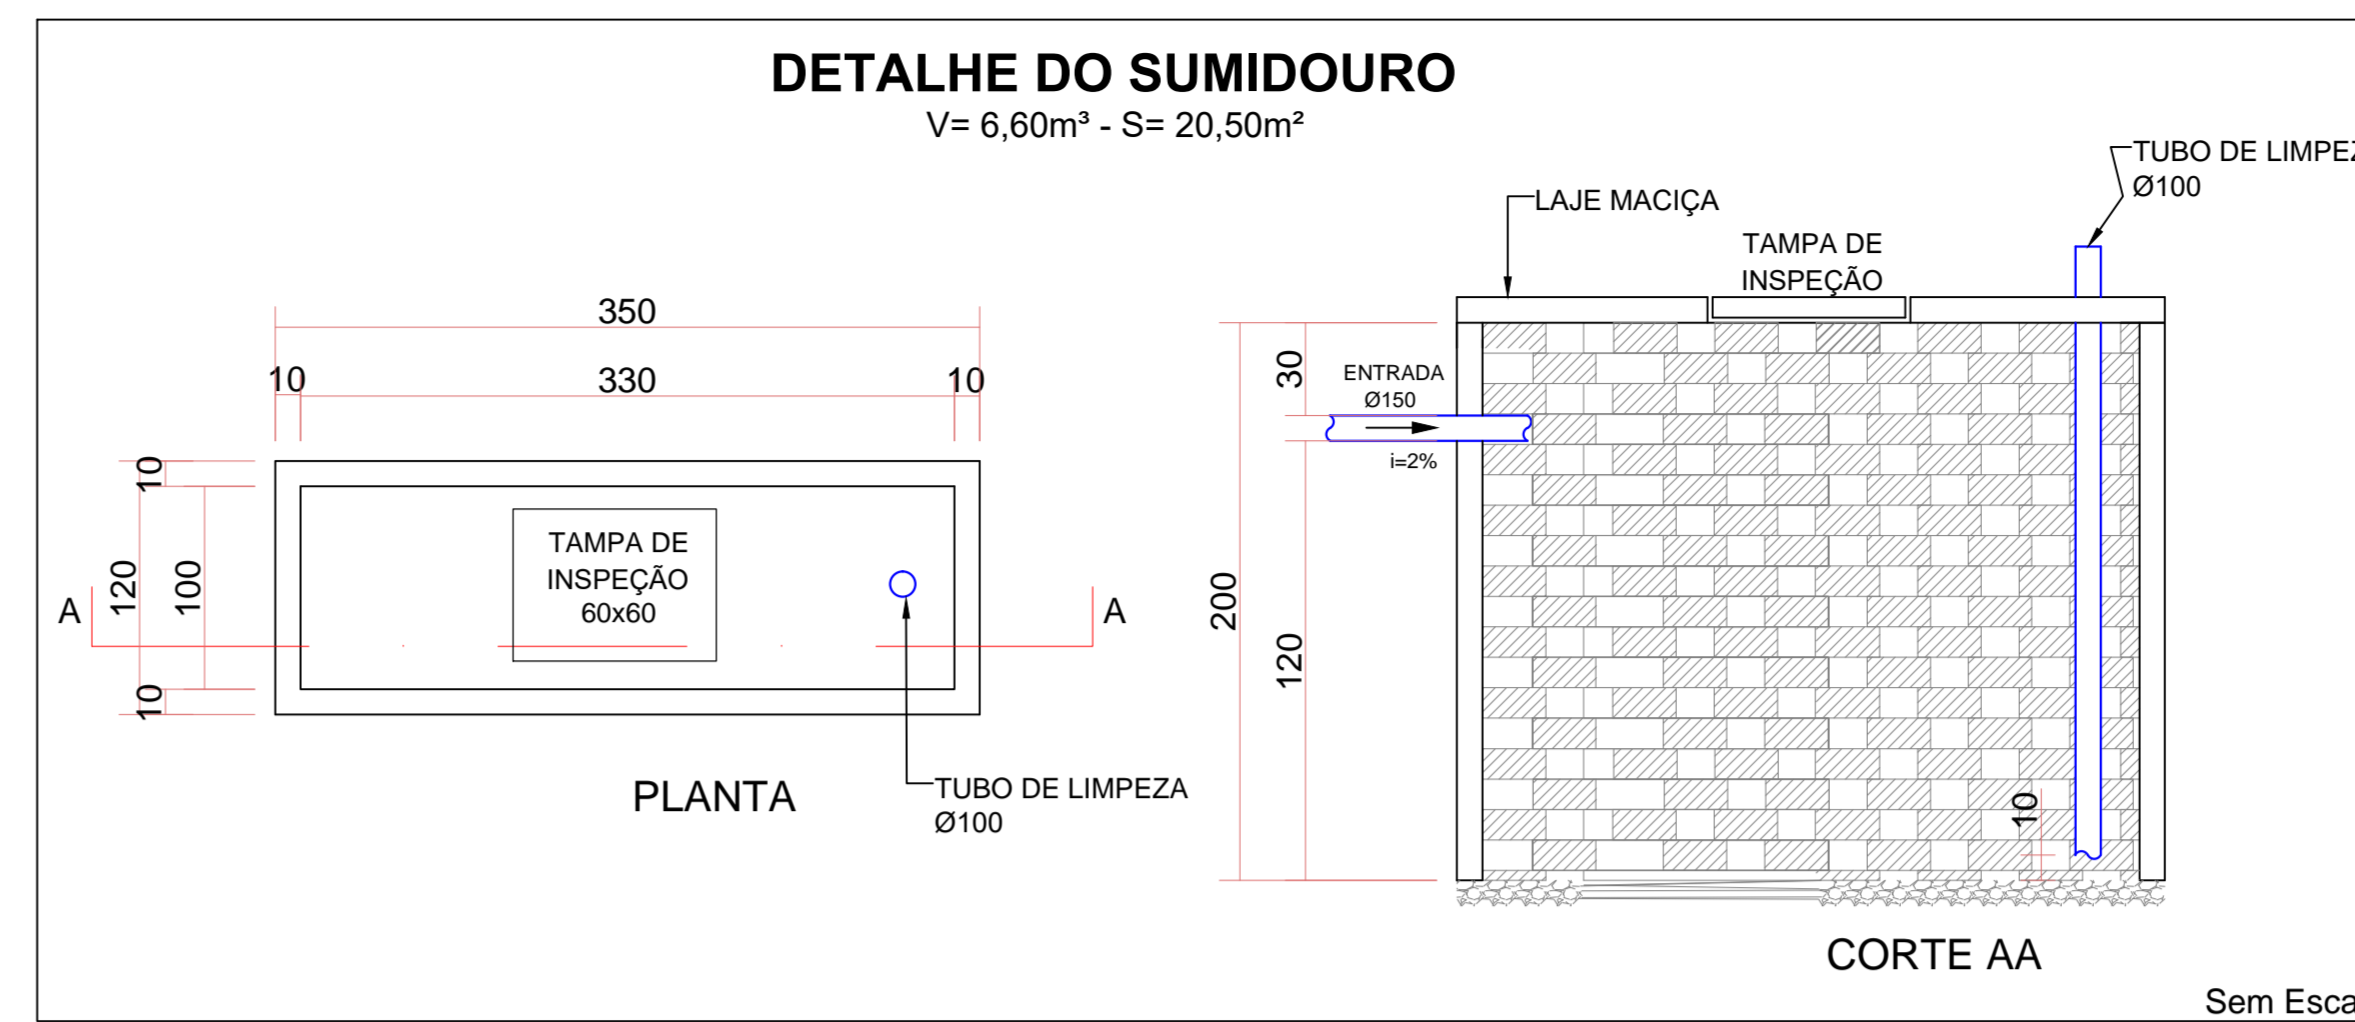 DETALHE DO SUMIDOURO
V= 6,60m³ - S= 20,50m²
350
10
330
10
10
120
100
10
A
A
TAMPA DE
INSPEÇÃO
60x60
TUBO DE LIMPEZA
Ø100
PLANTA
LAJE MACIÇA
TAMPA DE
INSPEÇÃO
TUBO DE LIMPEZ
Ø100
30
ENTRADA
Ø150
i=2%
200
120
10
CORTE AA
Sem Esca